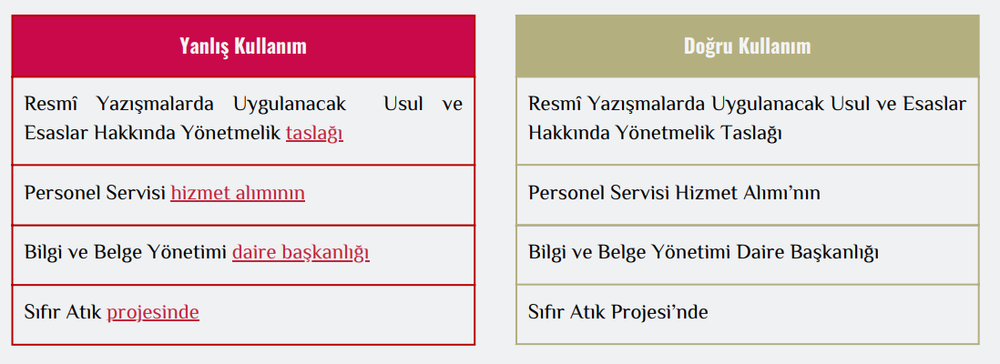 Yanlış Kullanım
Resmî Yazışmalarda Uygulanacak Usul ve
Esaslar Hakkında Yönetmelik taslağı
Personel Servisi hizmet alımının
Bilgi ve Belge Yönetimi daire başkanlığı
Sıfır Atık projesinde
Doğru Kullanım
Resmî Yazışmalarda Uygulanacak Usul ve Esaslar
Hakkında Yönetmelik Taslağı
Personel Servisi Hizmet Alımı’nın
Bilgi ve Belge Yönetimi Daire Başkanlığı
Sıfır Atık Projesi’nde